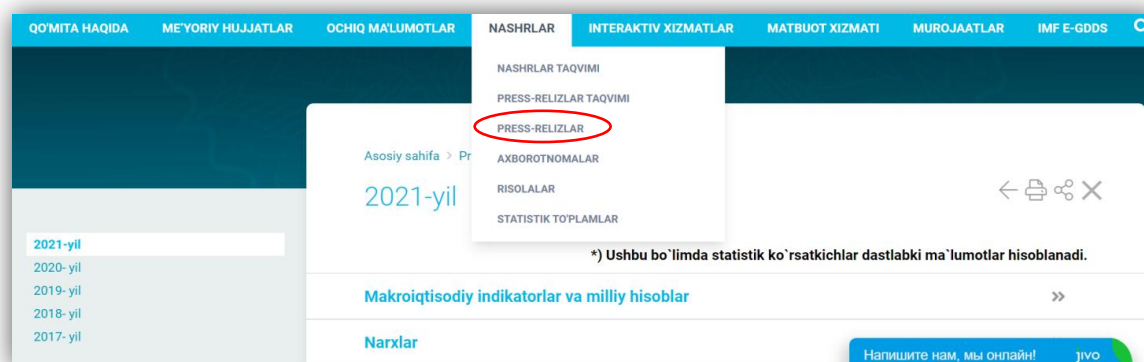 QO'MITA HAQIDA ME'YORIY HUJJATLAR OCHIQ MA'LUMOTLAR NASHRLAR INTERAKTIV XIZMATLAR MATBUOT XIZMATI MUROJAATLAR IMF E-GDDS
NASHRLAR TAQVIMI
PRESS-RELIZLAR TAQVIMI
PRESS-RELIZLAR
AXBOROTNOMALAR
RISOLALAR
STATISTIK TO'PLAMLAR
Asosiy sahifa > Pr
2021-yil
*) Ushbu bo`limda statistik ko`rsatkichlar dastlabki ma`lumotlar hisoblanadi.
2021-yil
2020- yil
2019- yil
2018- yil
2017- yil
Makroiqtisodiy indikatorlar va milliy hisoblar
Narxlar
Напишите нам, мы онлайн! jivo